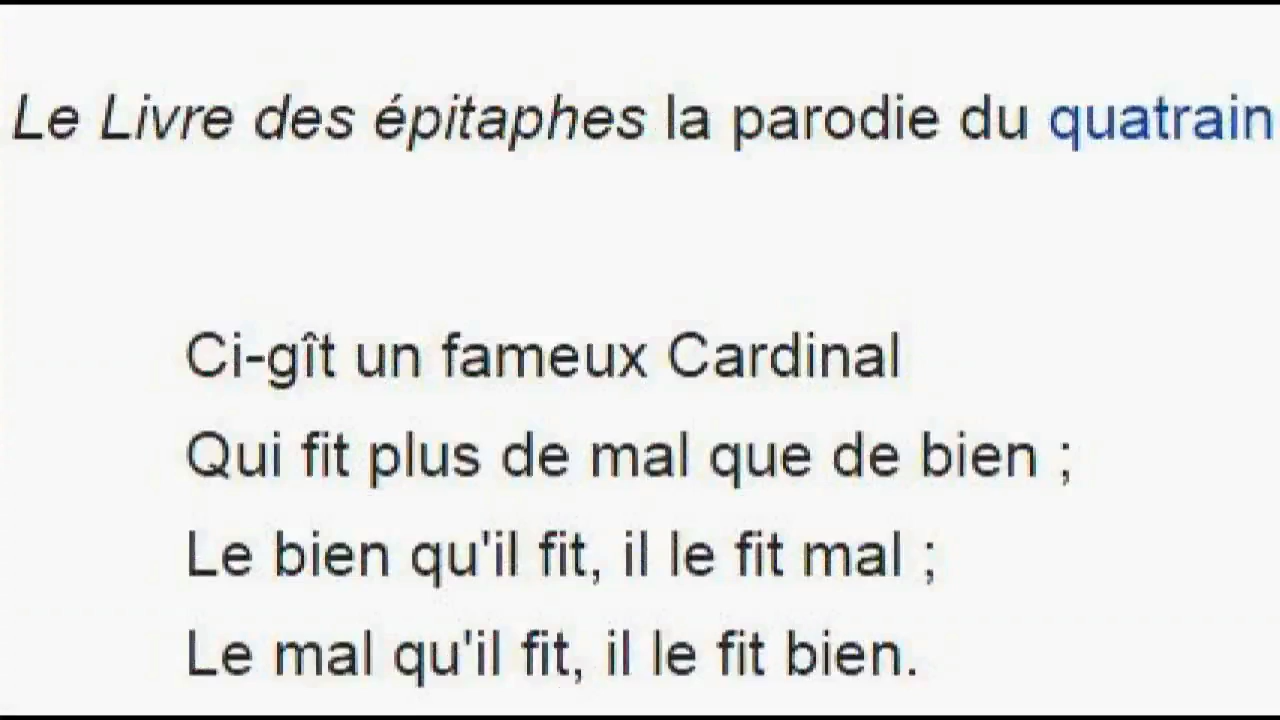 Le Livre des épitaphes la parodie du quatrain
Ci-gît un fameux Cardinal
Qui fit plus de mal que de bien ;
Le bien qu'il fit, il le fit mal ;
Le mal qu'il fit, il le fit bien.